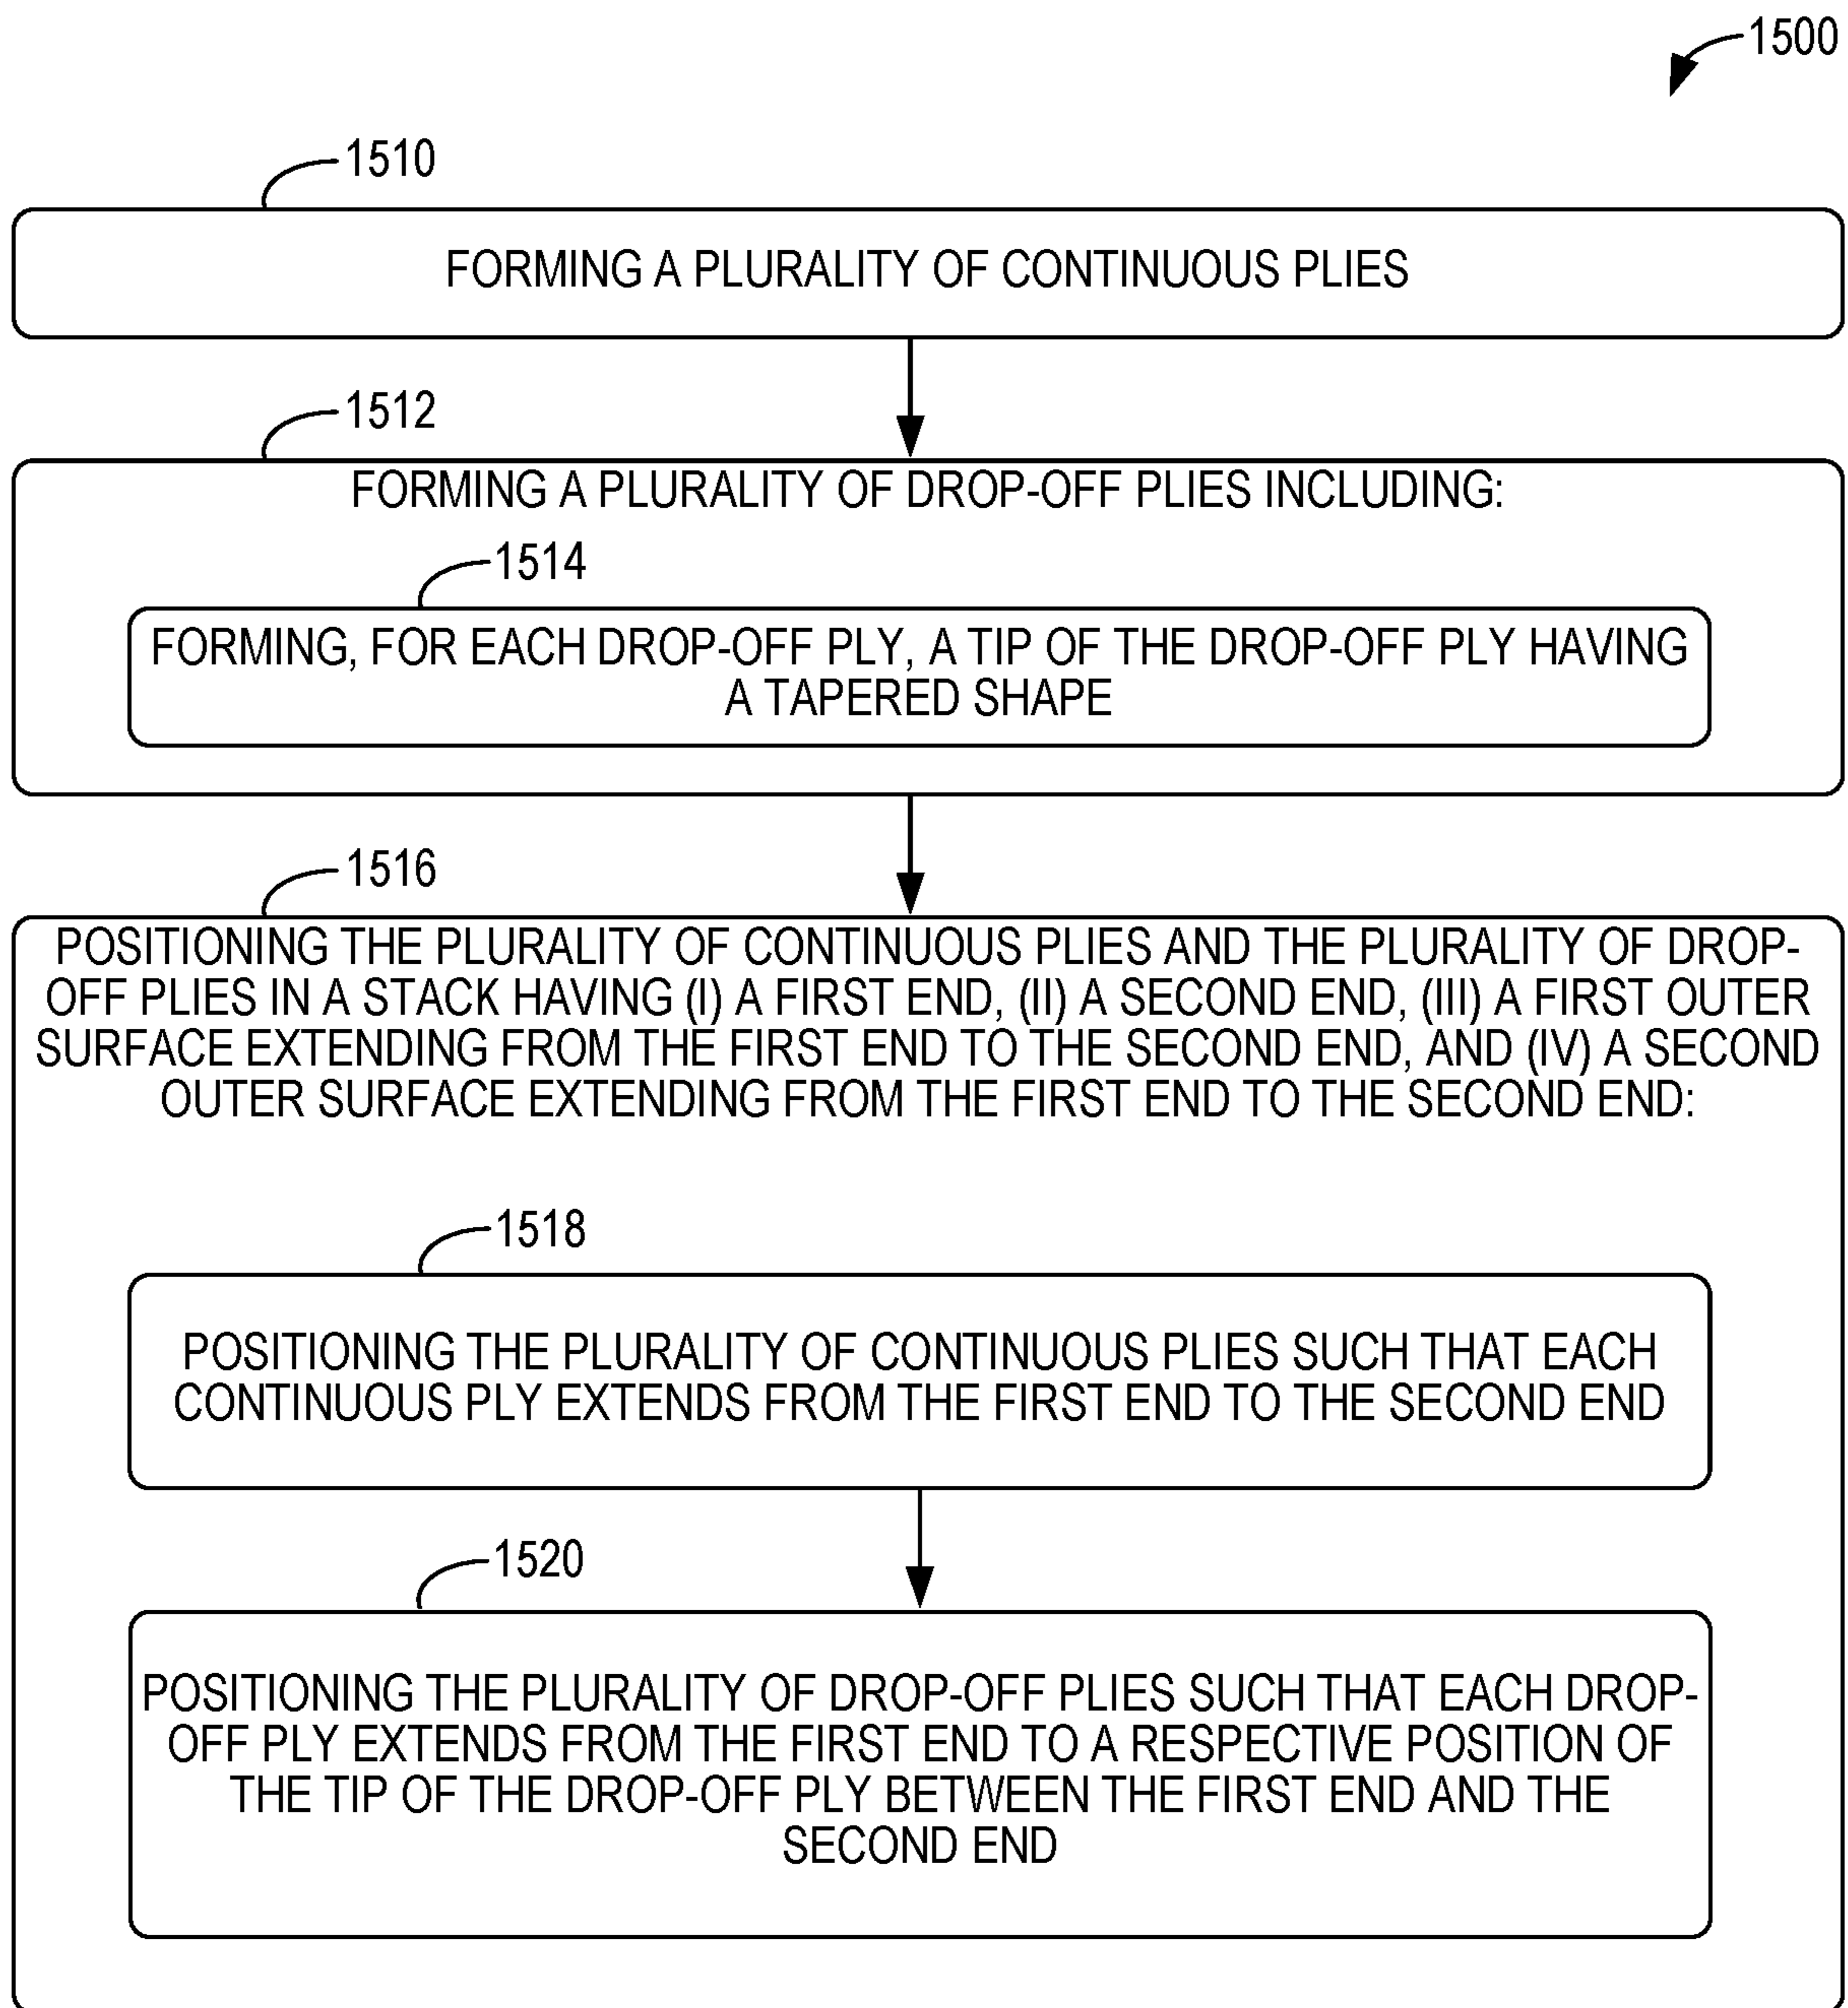 1500
1510
FORMING A PLURALITY OF CONTINUOUS PLIES
1512
FORMING A PLURALITY OF DROP-OFF PLIES INCLUDING:
1514
FORMING, FOR EACH DROP-OFF PLY, A TIP OF THE DROP-OFF PLY HAVING
A TAPERED SHAPE
1516
POSITIONING THE PLURALITY OF CONTINUOUS PLIES AND THE PLURALITY OF DROP-
OFF PLIES IN A STACK HAVING (I) A FIRST END, (II) A SECOND END, (III) A FIRST OUTER
SURFACE EXTENDING FROM THE FIRST END TO THE SECOND END, AND (IV) A SECOND
OUTER SURFACE EXTENDING FROM THE FIRST END TO THE SECOND END:
1518
POSITIONING THE PLURALITY OF CONTINUOUS PLIES SUCH THAT EACH
CONTINUOUS PLY EXTENDS FROM THE FIRST END TO THE SECOND END
1520
POSITIONING THE PLURALITY OF DROP-OFF PLIES SUCH THAT EACH DROP-
OFF PLY EXTENDS FROM THE FIRST END TO A RESPECTIVE POSITION OF
THE TIP OF THE DROP-OFF PLY BETWEEN THE FIRST END AND THE
SECOND END